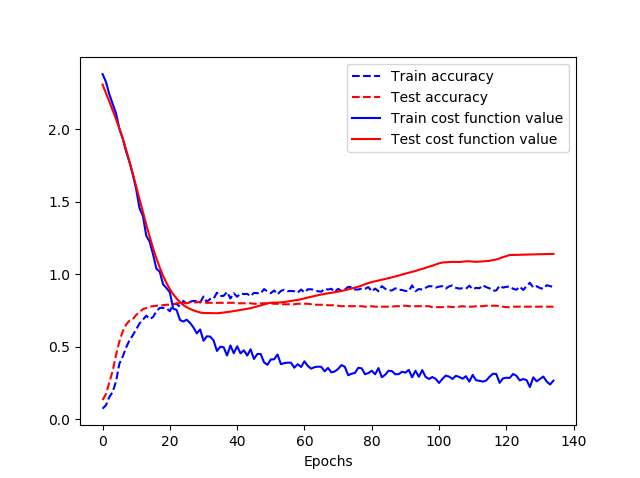 Train accuracy
Test accuracy
Train cost function value
Test cost function value
2.0
1.5
1.0
0.5
0.0
0 20 40 60 80 100 120 140
Epochs